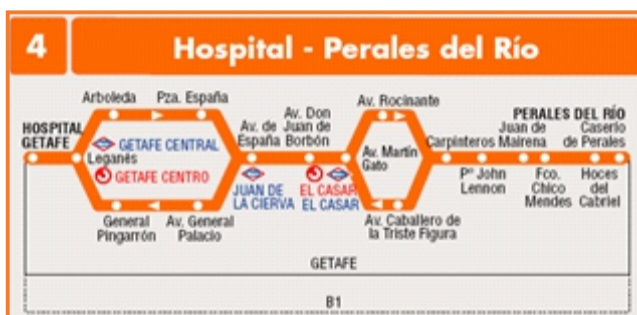 4
Hospital - Perales del Río
Arboleda
Pza. España
Av. Don
Juan de
Borbón
Av. de
España
Av. Rocinante
PERALES DEL RÍO
HOSPITAL
GETAFE
GETAFE CENTRAL
Leganés
GETAFE CENTRO
Av. Martín
Gato
Carpinteros
Juan de
Mairena
Caserío
de Perales
JUAN DE
LA CIERVA
EL CASAR
EL CASAR
General
Pingarrón
Av. General
Palacio
Av. Caballero de
la Triste Figura
Pº John
Lennon
Fco.
Chico
Mendes
Hoces
del
Cabriel
GETAFE
B1